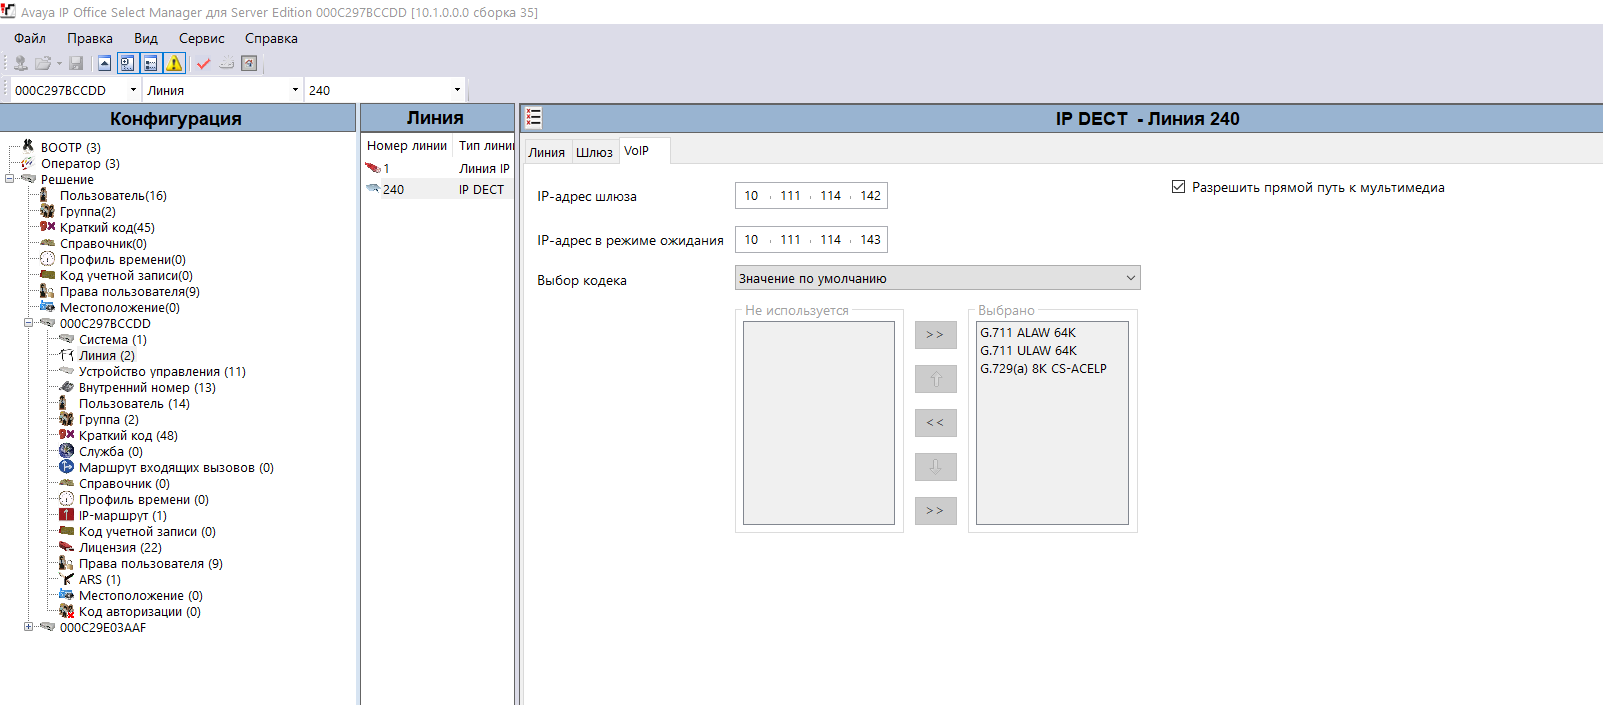 Avaya IP Office Select Manager для Server Edition 000C297BCCDD [10.1.0.0.0 сборка 35]
Файл Правка Вид Сервис Справка
000C297BCCDD Линия 240
Конфигурация
BOOTP (3)
Оператор (3)
Решение
Пользователь(16)
Группа(2)
Краткий код(45)
Справочник(0)
Профиль времени(0)
Код учетной записи(0)
Права пользователя(9)
Местоположение(0)
000C297BCCDD
Система (1)
Линия (2)
Устройство управления (11)
Внутренний номер (13)
Пользователь (14)
Группа (2)
Краткий код (48)
Служба (0)
Маршрут входящих вызовов (0)
Справочник (0)
Профиль времени (0)
IP-маршрут (1)
Код учетной записи (0)
Лицензия (22)
Права пользователя (9)
ARS (1)
Местоположение (0)
Код авторизации (0)
000C29E03AAF
Линия
Номер линии Тип лини
1 Линия IP
240 IP DECT
IP DECT - Линия 240
Линия Шлюз VoIP
IP-адрес шлюза 10 . 111 . 114 . 142
Разрешить прямой путь к мультимедиа
IP-адрес в режиме ожидания 10 . 111 . 114 . 143
Выбор кодека Значение по умолчанию
Не используется
>>
<<
>>
Выбрано
G.711 ALAW 64K
G.711 ULAW 64K
G.729(a) 8K CS-ACELP